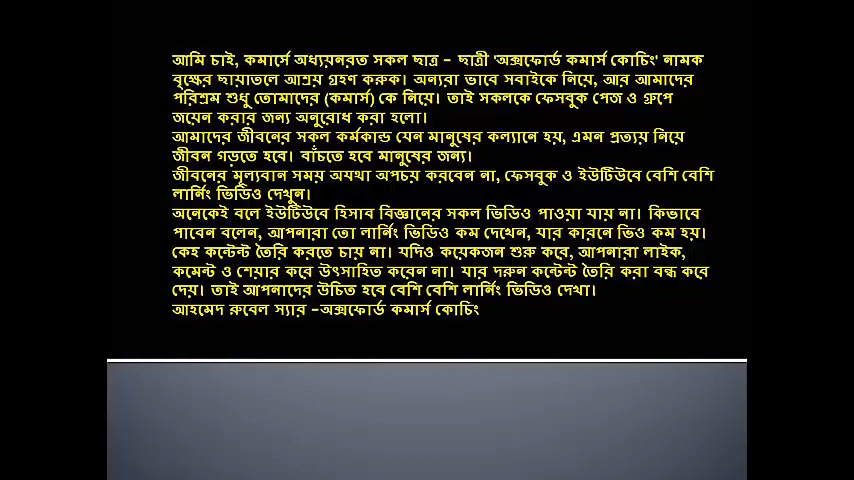 আমি চাই, কমার্সে অধ্যয়নরত সকল ছাত্র – ছাত্রী 'অক্সফোর্ড কমার্স কোচিং' নামক
বৃক্ষের ছায়াতলে আশ্রয় গ্রহণ করুক। অন্যরা ভাবে সবাইকে নিয়ে, আর আমাদের
পরিশ্রম শুধু তোমাদের (কমার্স) কে নিয়ে। তাই সকলকে ফেসবুক পেজ ও গ্রুপে
জয়েন করার জন্য অনুরোধ করা হলো।
আমাদের জীবনের সকল কর্মকান্ড যেন মানুষের কল্যানে হয়, এমন প্রত্যয় নিয়ে
জীবন গড়তে হবে। বাঁচতে হবে মানুষের জন্য।
জীবনের মূল্যবান সময় অযথা অপচয় করবেন না, ফেসবুক ও ইউটিউবে বেশি বেশি
লার্নিং ভিডিও দেখুন।
অনেকেই বলে ইউটিউবে হিসাব বিজ্ঞানের সকল ভিডিও পাওয়া যায় না। কিভাবে
পাবেন বলেন, আপনারা তো লার্নিং ভিডিও কম দেখেন, যার কারনে ভিও কম হয়।
কেহ কন্টেন্ট তৈরি করতে চায় না। যদিও কয়েকজন শুরু করে, আপনারা লাইক,
কমেন্ট ও শেয়ার করে উৎসাহিত করেন না। যার দরুন কন্টেন্ট তৈরি করা বন্ধ করে
দেয়। তাই আপনাদের উচিত হবে বেশি বেশি লার্নিং ভিডিও দেখা।
আহমেদ রুবেল স্যার –অক্সফোর্ড কমার্স কোচিং